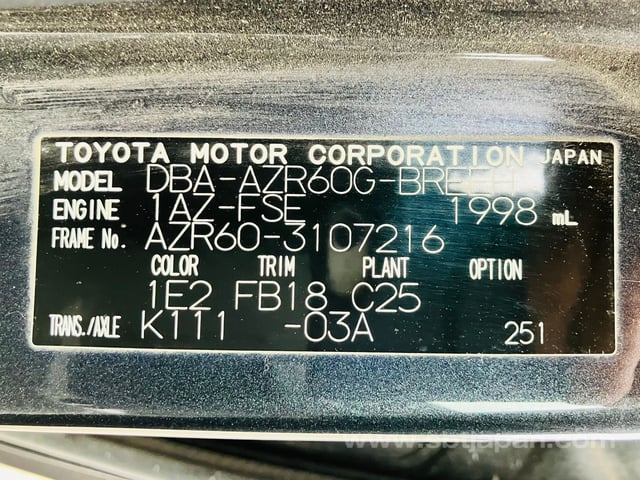 TOYOTA MOTOR CORPORATION JAPAN
MODEL DBA-AZR60G-BREEH
ENGINE 1AZ-FSE 1998 mL
FRAME No. AZR60-3107216
COLOR TRIM PLANT OPTION
1E2 FB18 C25
TRANS./AXLE K111 -03A 251